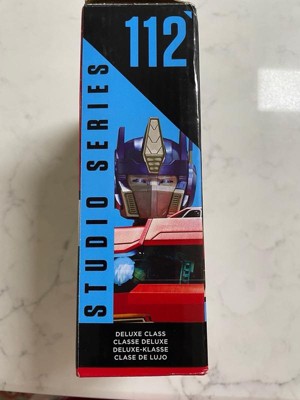 112
STUDIO SERIES
DELUXE CLASS
CLASSE DELUXE
DELUXE-KLASSE
CLASE DE LUJO